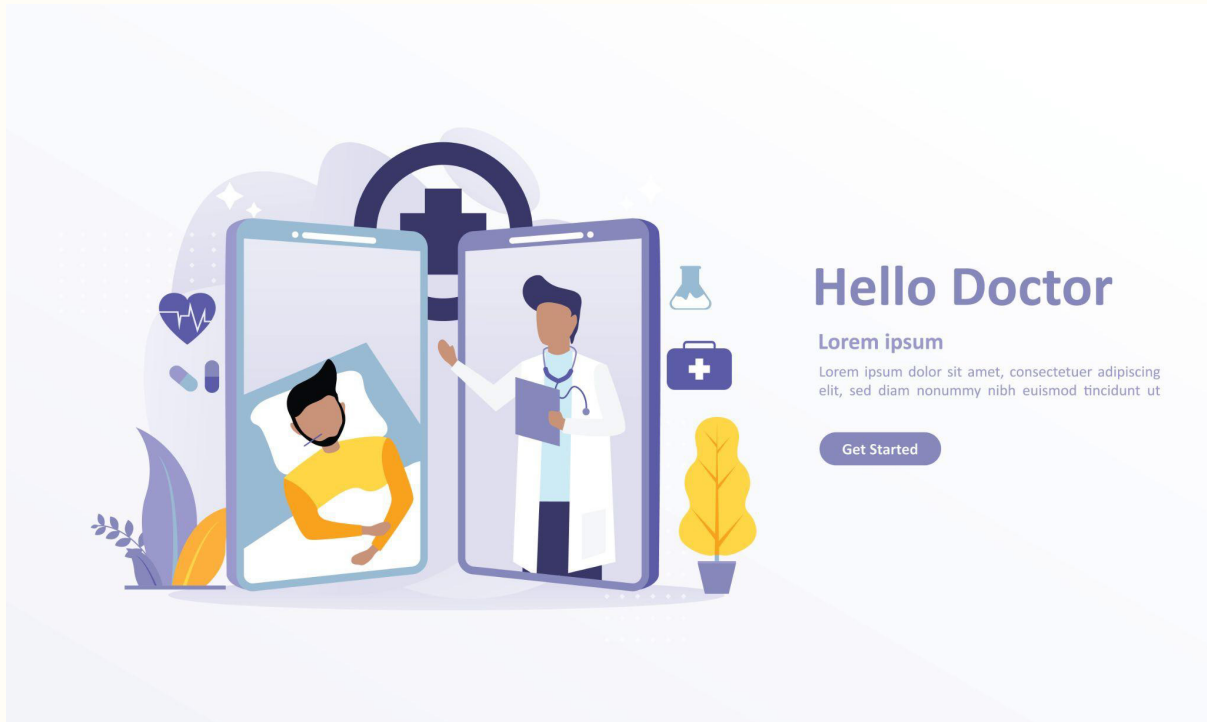 Hello Doctor
Lorem ipsum
Lorem ipsum dolor sit amet, consectetuer adipiscing
elit, sed diam nonummy nibh euismod tincidunt ut
Get Started